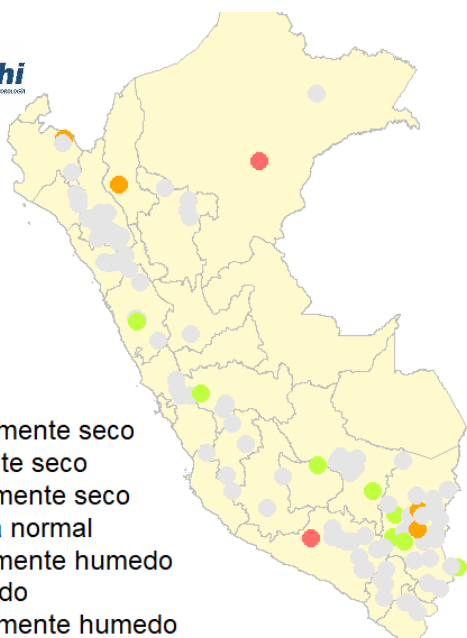 hi
mente seco
te seco
mente seco
a normal
mente humedo
do
mente humedo